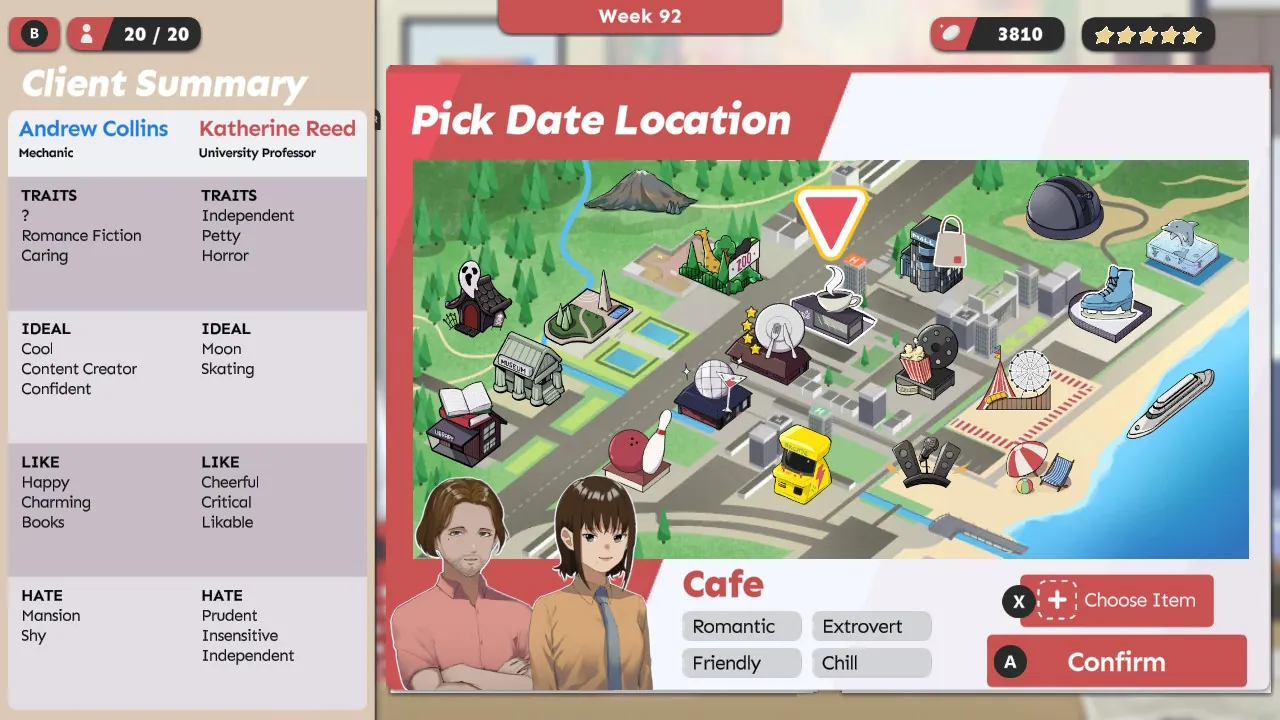 B
20 / 20
Week 92
3810
Client Summary
Andrew Collins
Mechanic
Katherine Reed
University Professor
TRAITS
?
Romance Fiction
Caring
TRAITS
Independent
Petty
Horror
IDEAL
Cool
Content Creator
Confident
IDEAL
Moon
Skating
LIKE
Happy
Charming
Books
LIKE
Cheerful
Critical
Likable
HATE
Mansion
Shy
HATE
Prudent
Insensitive
Independent
Pick Date Location
ZOO
MALL
H
MUSEUM
LIBRARY
H
Cafe
Romantic
Extrovert
Friendly
Chill
X
+ Choose Item
A
Confirm